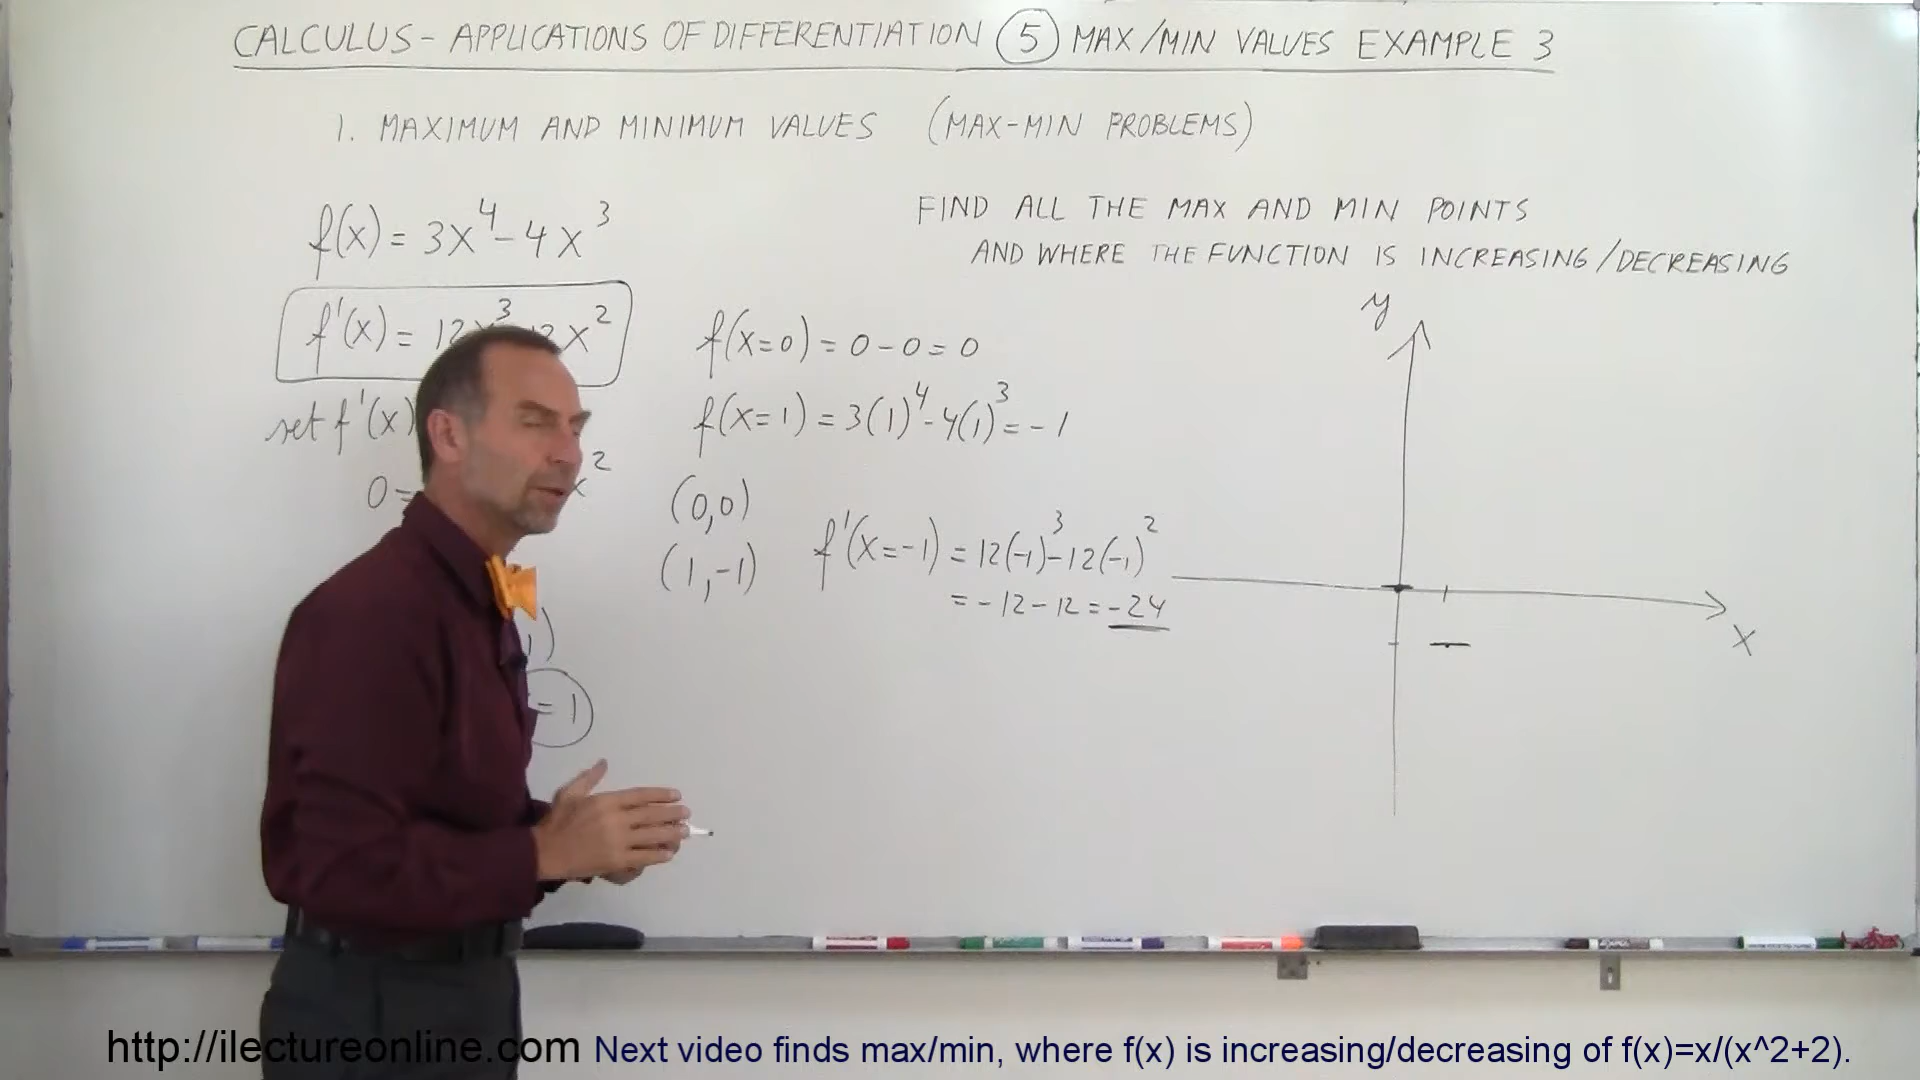 CALCULUS - APPLICATIONS OF DIFFERENTIATION 5 MAX/MIN VALUES EXAMPLE 3
1. MAXIMUM AND MINIMUM VALUES (MAX-MIN PROBLEMS)
FIND ALL THE MAX AND MIN POINTS
AND WHERE THE FUNCTION IS INCREASING/DECREASING
f(x) = 3x⁴ - 4x³
f'(x) = 12x³ 2x²
set f'(x)
0 = x²
1)
= 1
f(x=0) = 0 - 0 = 0
f(x=1) = 3(1)⁴ - 4(1)³ = -1
(0,0)
(1,-1)
f'(x=-1) = 12(-1)³ - 12(-1)²
= -12 - 12 = -24
y
x
http://ilectureonline.com Next video finds max/min, where f(x) is increasing/decreasing of f(x)=x/(x^2+2).